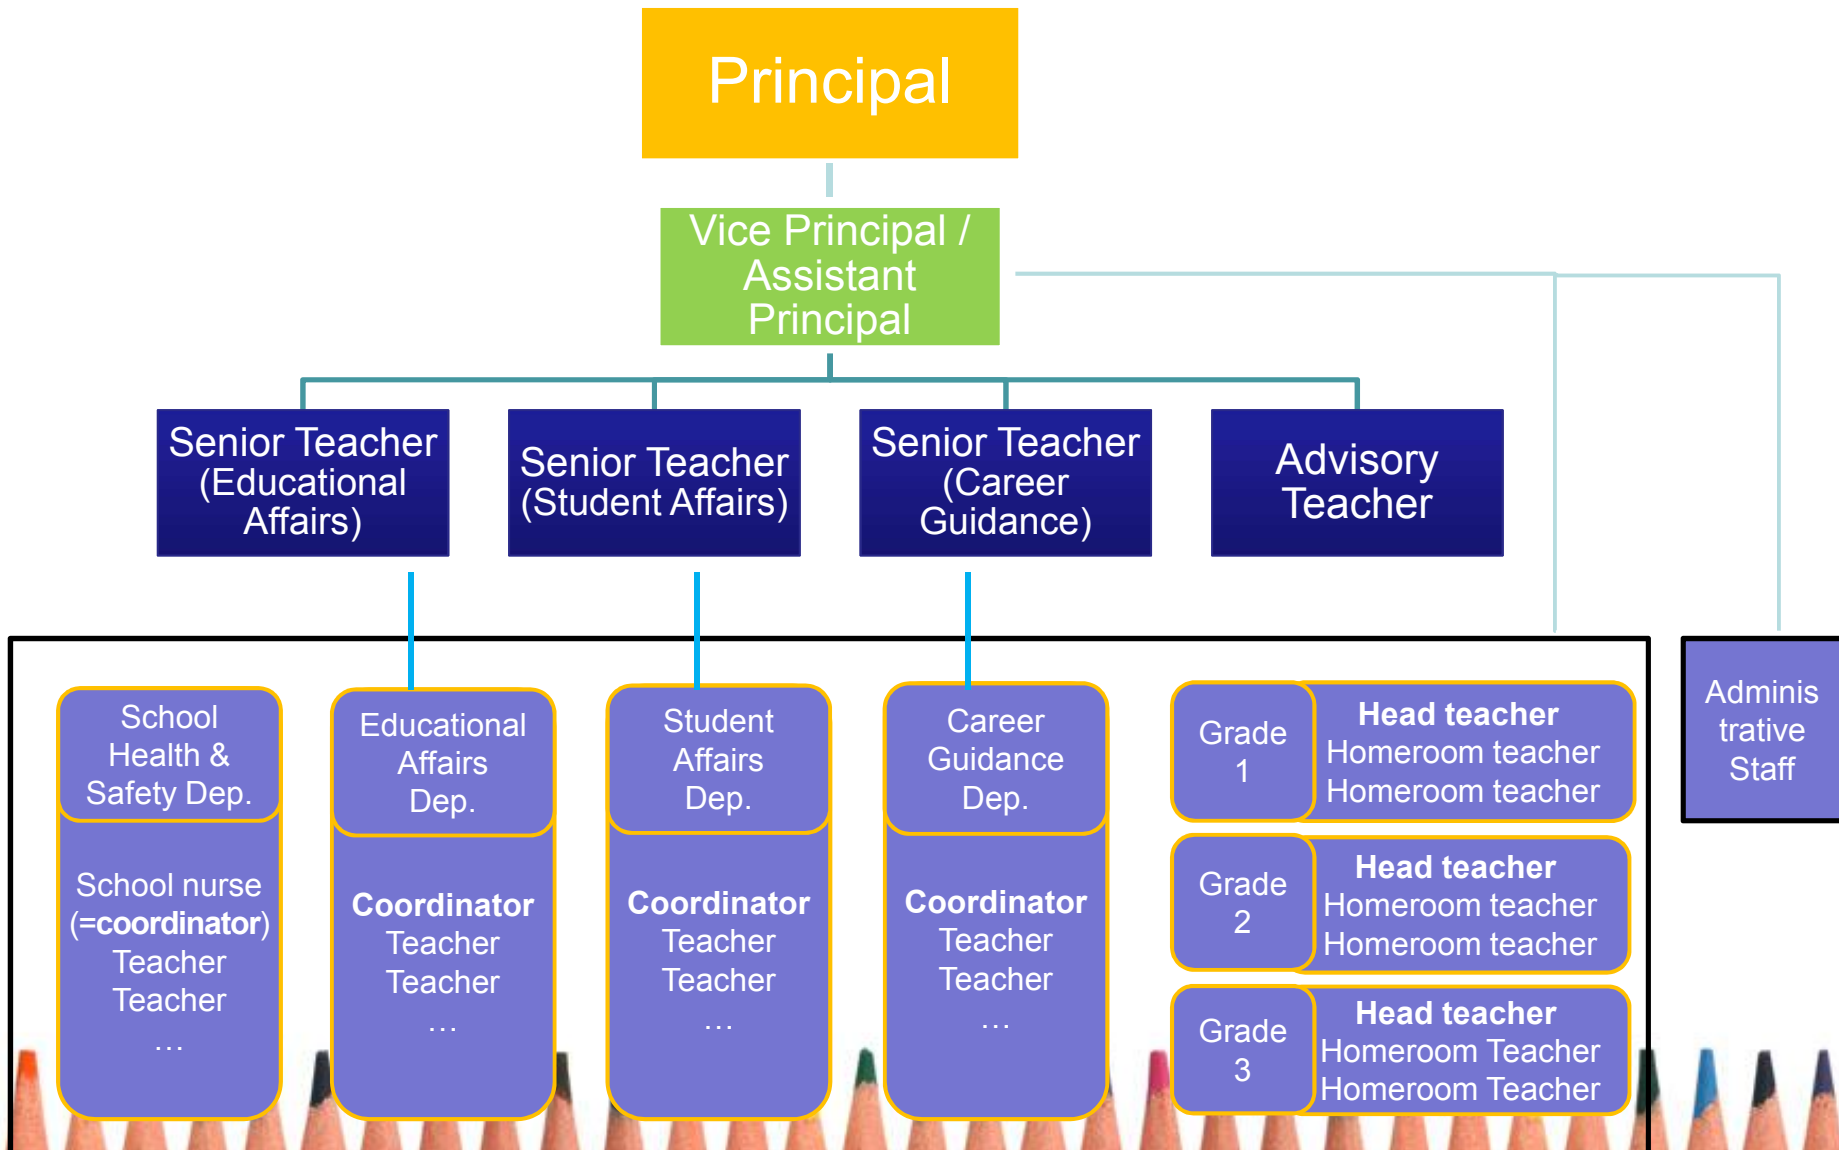 Principal
Vice Principal /
Assistant
Principal
Senior Teacher
(Educational
Affairs)
Senior Teacher
(Student Affairs)
Senior Teacher
(Career
Guidance)
Advisory
Teacher
School
Health &
Safety Dep.
School nurse
(=coordinator)
Teacher
Teacher
…
Educational
Affairs
Dep.
Coordinator
Teacher
Teacher
…
Student
Affairs
Dep.
Coordinator
Teacher
Teacher
…
Career
Guidance
Dep.
Coordinator
Teacher
Teacher
…
Grade
1
Head teacher
Homeroom teacher
Homeroom teacher
Grade
2
Head teacher
Homeroom teacher
Homeroom teacher
Grade
3
Head teacher
Homeroom Teacher
Homeroom Teacher
Adminis
trative
Staff